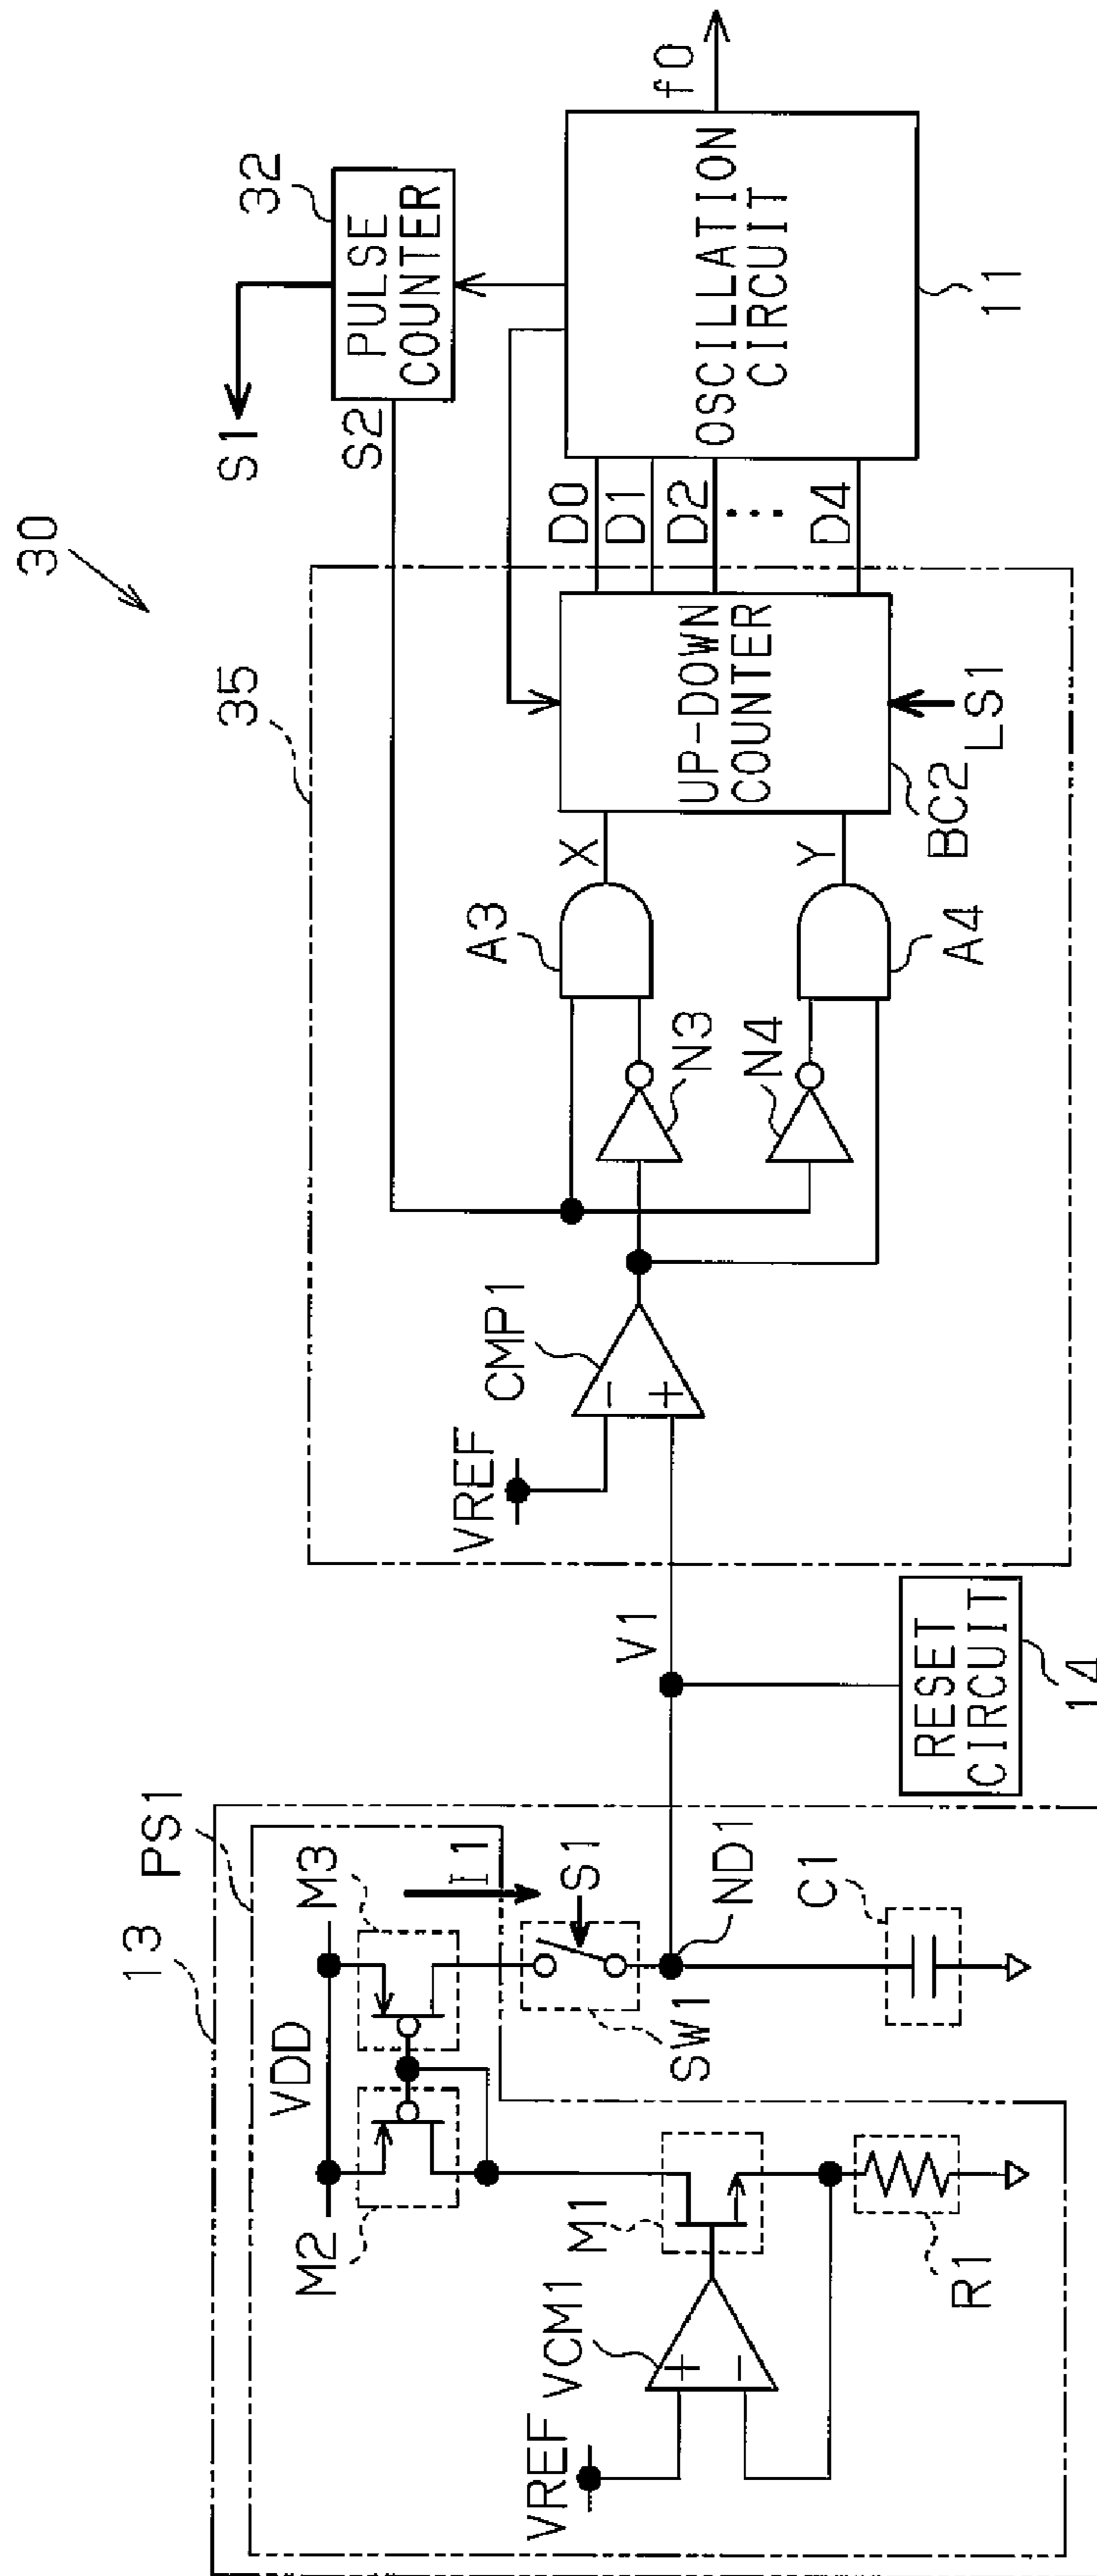 30
13
PS1
VDD
M2
M3
I1
S1
SW1
ND1
C1
VREF
VCM1
M1
R1
V1
RESET
CIRCUIT
14
35
VREF
CMP1
N3
N4
A3
A4
X
Y
UP-DOWN
COUNTER
BC2
LS1
S1
S2
32
PULSE
COUNTER
D0
D1
D2
D4
OSCILLATION
CIRCUIT
11
f0